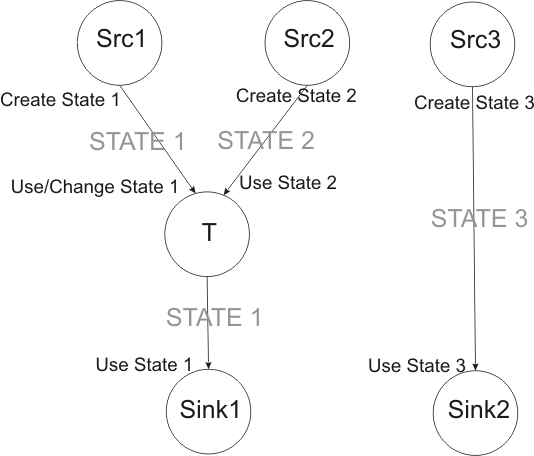 Src1
Src2
Src3
Create State 1
Create State 2
Create State 3
STATE 1
STATE 2
Use/Change State 1
Use State 2
STATE 3
T
STATE 1
Use State 1
Use State 3
Sink1
Sink2